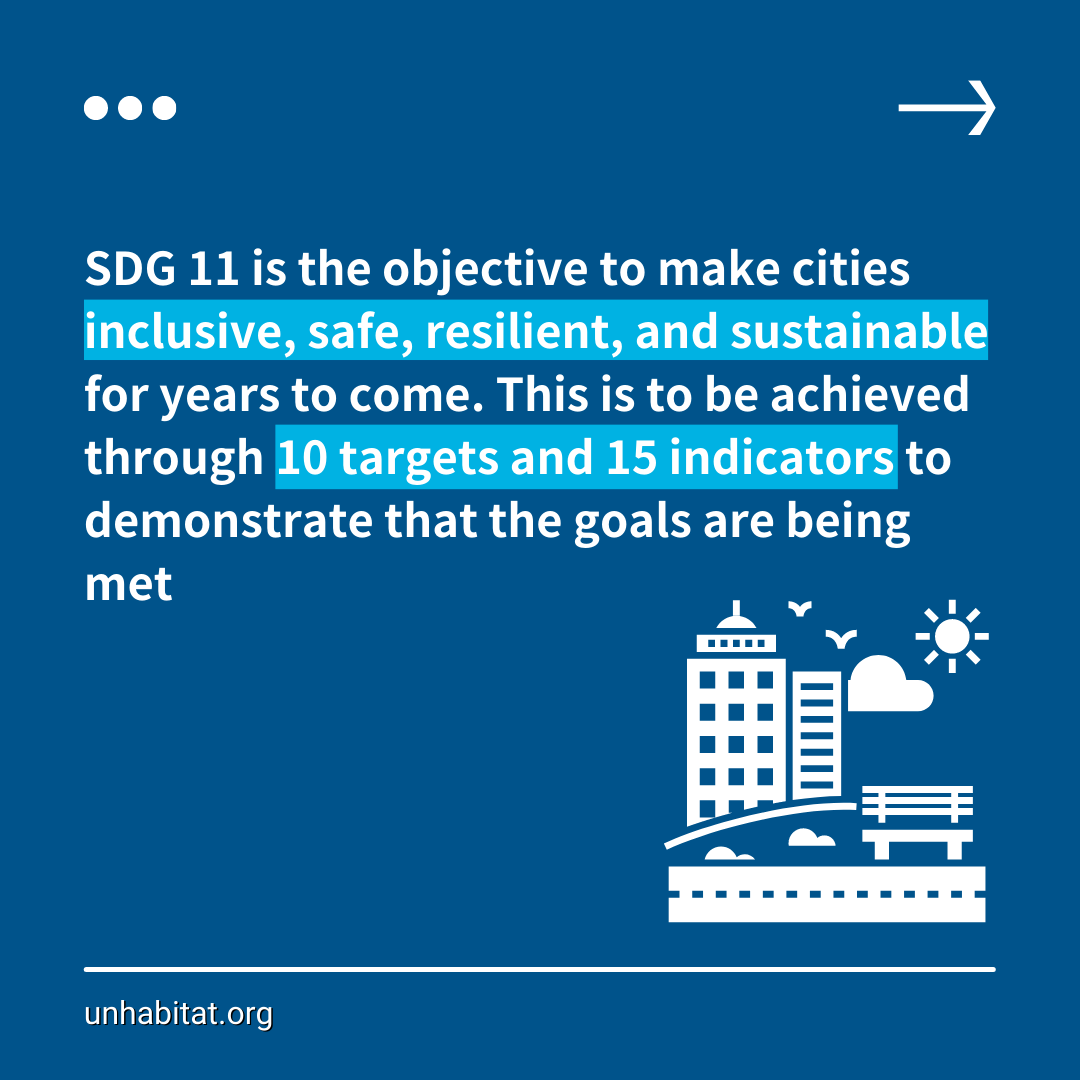 SDG 11 is the objective to make cities
inclusive, safe, resilient, and sustainable
for years to come. This is to be achieved
through 10 targets and 15 indicators to
demonstrate that the goals are being
met
unhabitat.org